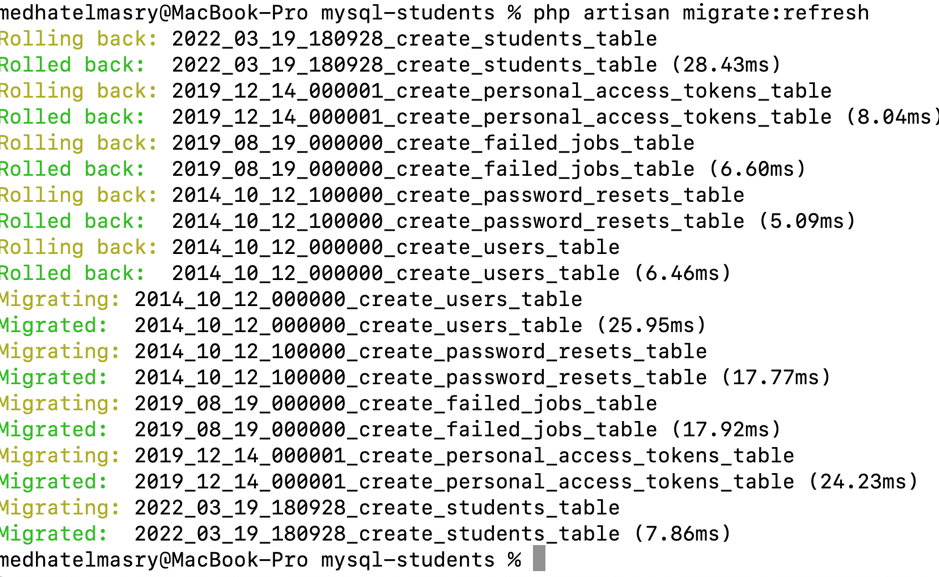 medhatelmasry@MacBook-Pro mysql-students % php artisan migrate:refresh
Rolling back: 2022_03_19_180928_create_students_table
Rolled back:  2022_03_19_180928_create_students_table (28.43ms)
Rolling back: 2019_12_14_000001_create_personal_access_tokens_table
Rolled back:  2019_12_14_000001_create_personal_access_tokens_table (8.04ms)
Rolling back: 2019_08_19_000000_create_failed_jobs_table
Rolled back:  2019_08_19_000000_create_failed_jobs_table (6.60ms)
Rolling back: 2014_10_12_100000_create_password_resets_table
Rolled back:  2014_10_12_100000_create_password_resets_table (5.09ms)
Rolling back: 2014_10_12_000000_create_users_table
Rolled back:  2014_10_12_000000_create_users_table (6.46ms)
Migrating: 2014_10_12_000000_create_users_table
Migrated:  2014_10_12_000000_create_users_table (25.95ms)
Migrating: 2014_10_12_100000_create_password_resets_table
Migrated:  2014_10_12_100000_create_password_resets_table (17.77ms)
Migrating: 2019_08_19_000000_create_failed_jobs_table
Migrated:  2019_08_19_000000_create_failed_jobs_table (17.92ms)
Migrating: 2019_12_14_000001_create_personal_access_tokens_table
Migrated:  2019_12_14_000001_create_personal_access_tokens_table (24.23ms)
Migrating: 2022_03_19_180928_create_students_table
Migrated:  2022_03_19_180928_create_students_table (7.86ms)
medhatelmasry@MacBook-Pro mysql-students %